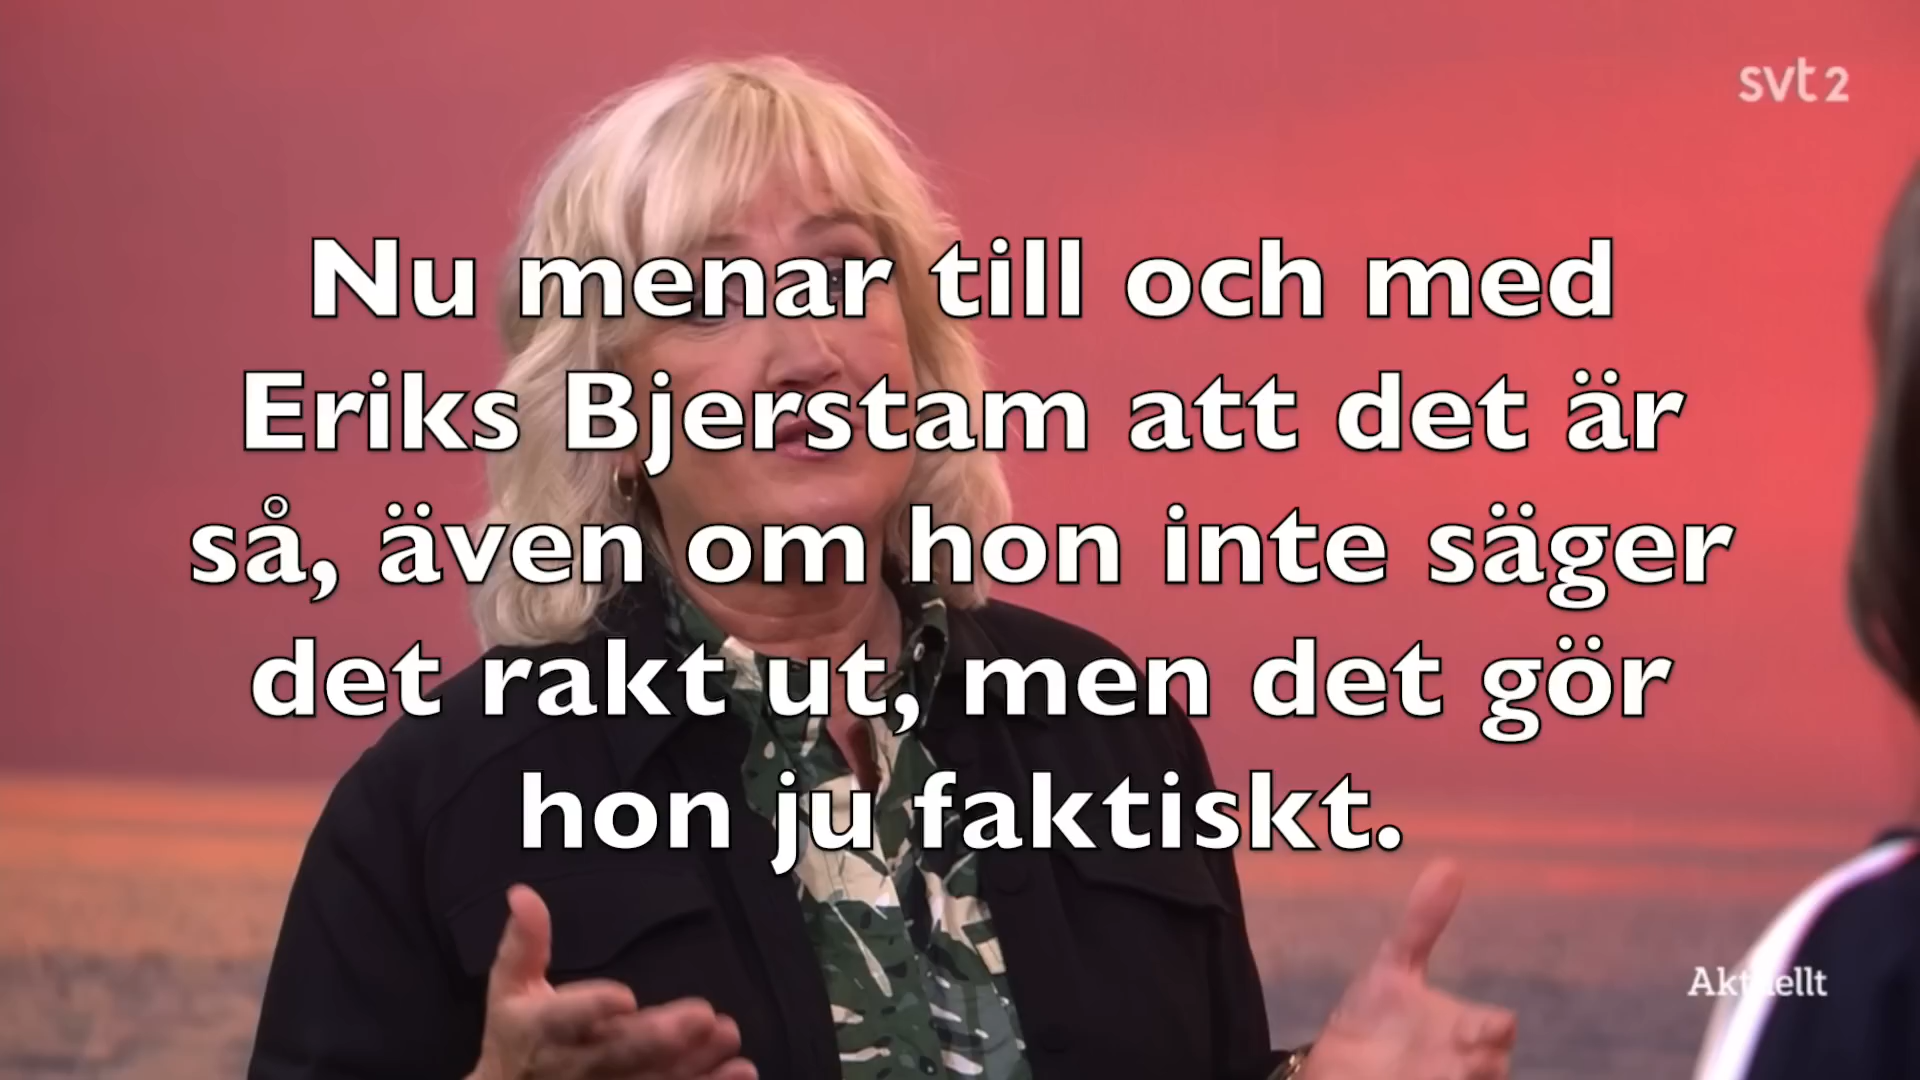 svt2
Nu menar till och med
Eriks Bjerstam att det är
så, även om hon inte säger
det rakt ut, men det gör
hon ju faktiskt.
Aktuellt